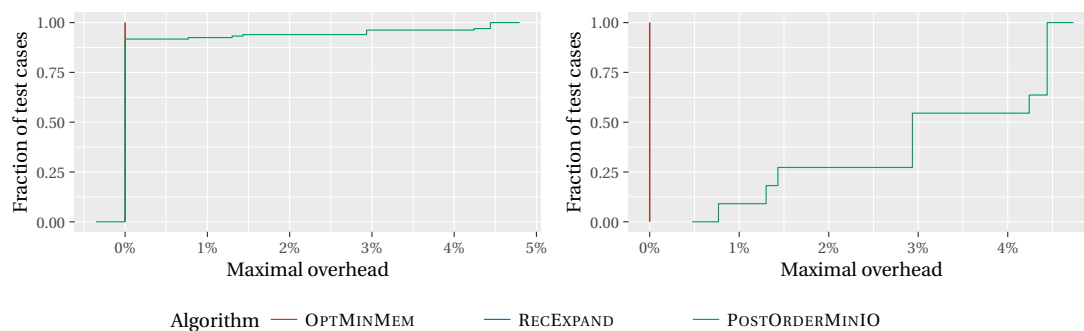 Fraction of test cases
1.00
0.75
0.50
0.25
0.00
0% 1% 2% 3% 4% 5%
Maximal overhead
Fraction of test cases
1.00
0.75
0.50
0.25
0.00
0% 1% 2% 3% 4%
Maximal overhead
Algorithm OPTMINMEM RECEXPAND POSTORDERMINIO